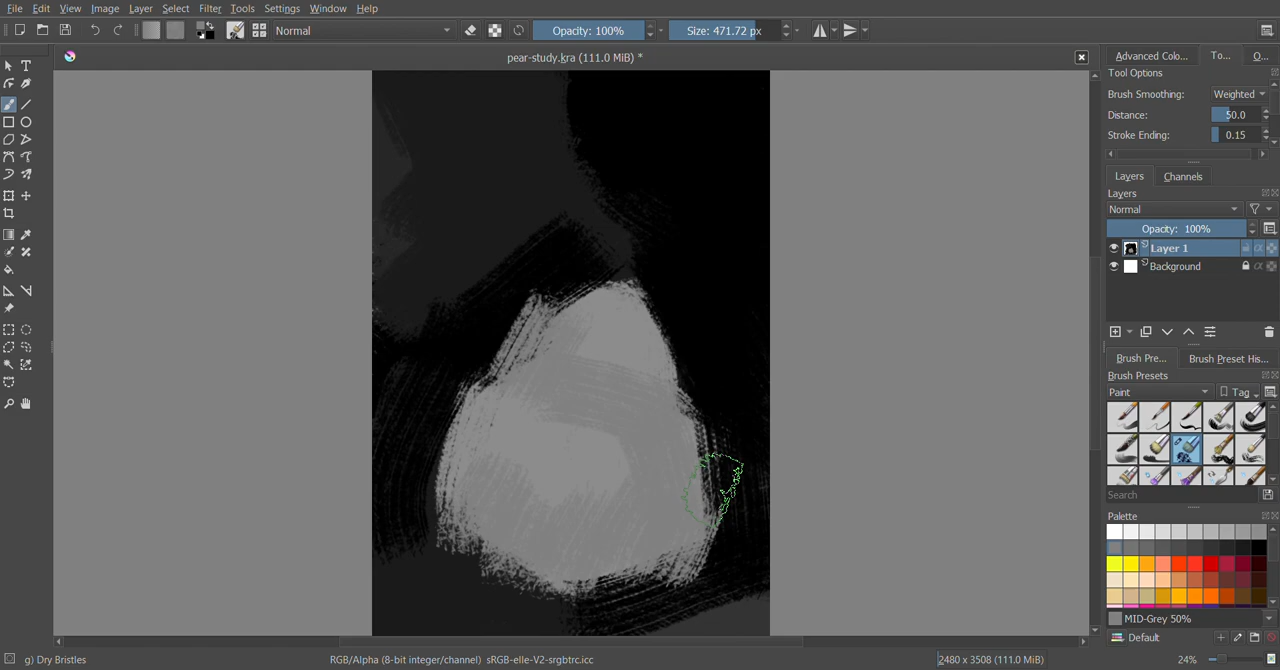 File Edit View Image Layer Select Filter Tools Settings Window Help
Normal Opacity: 100% Size: 471.72 px
pear-study.kra (111.0 MiB) *
Advanced Colo... To... O...
Tool Options
Brush Smoothing: Weighted
Distance: 50.0
Stroke Ending: 0.15
Layers Channels
Layers
Normal
Opacity: 100%
Layer 1
Background
Brush Pre... Brush Preset His...
Brush Presets
Paint Tag
Search
Palette
MID-Grey 50%
Default
g) Dry Bristles RGB/Alpha (8-bit integer/channel) sRGB-elle-V2-srgbtrc.icc 2480 x 3508 (111.0 MiB) 24%